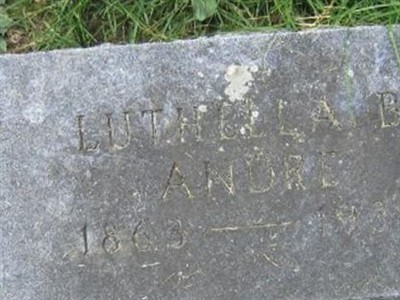 LUTHELLA B
ANDRE
1863 —